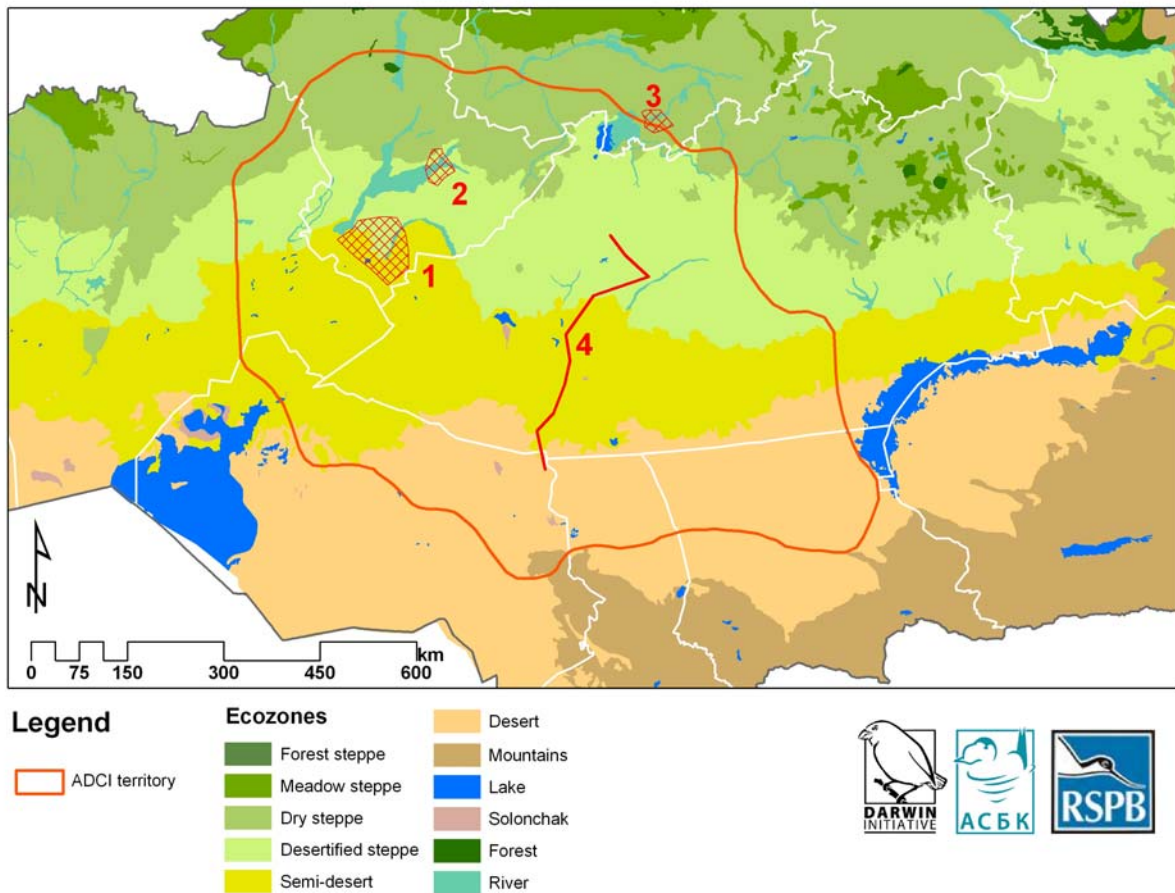 3
2
1
4
N
0 75 150 300 450 600
km
Legend
ADCI territory
Ecozones
Forest steppe
Meadow steppe
Dry steppe
Desertified steppe
Semi-desert
Desert
Mountains
Lake
Solonchak
Forest
River
DARWIN
INITIATIVE
АСБК
RSPB